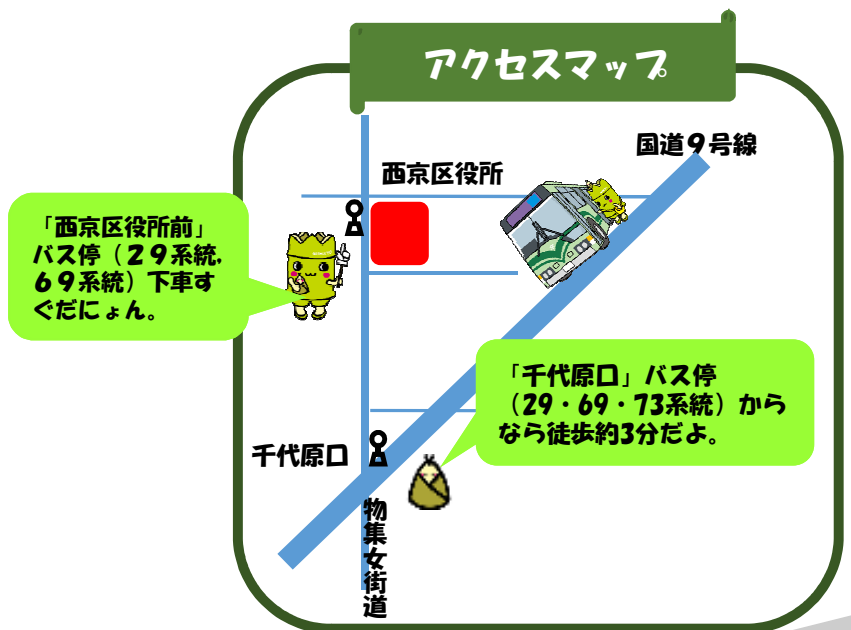 アクセスマップ
国道9号線
西京区役所
「西京区役所前」
バス停（２９系統、
６９系統）下車す
ぐだにょん。
「千代原口」バス停
（29・69・73系統）から
なら徒歩約3分だよ。
千代原口
物集女街道